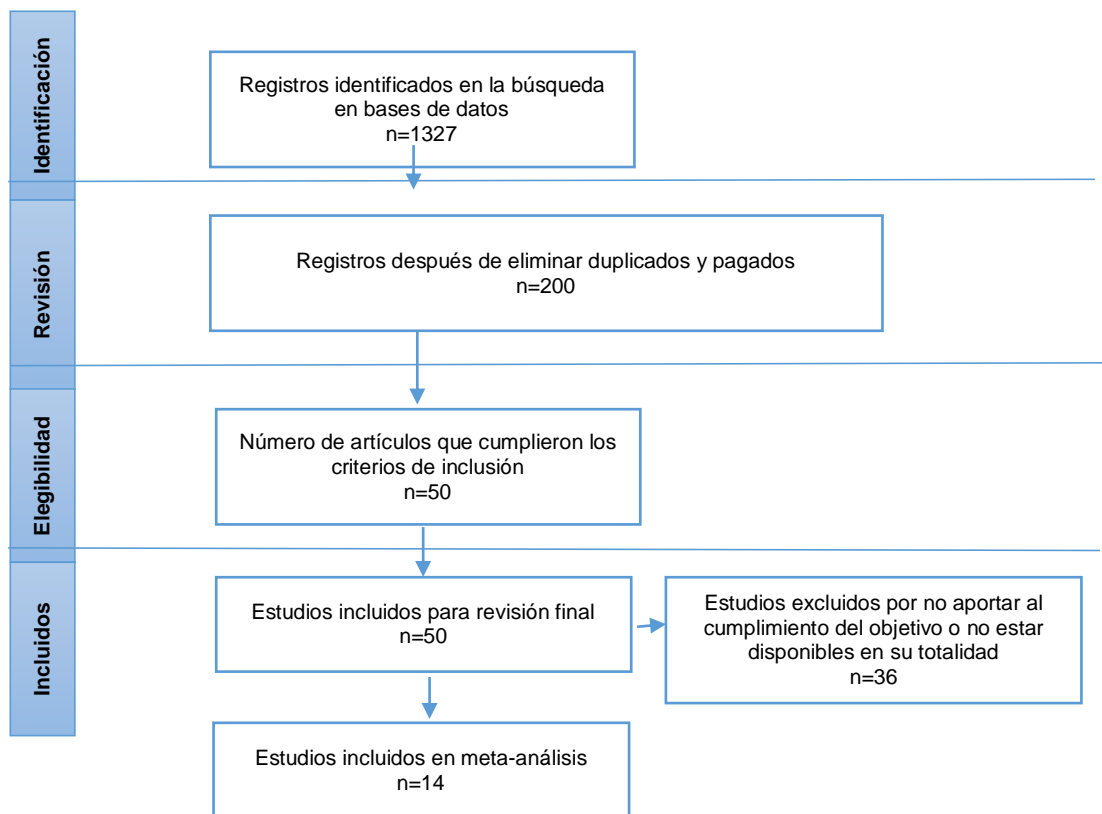 Identificación
Registros identificados en la búsqueda
en bases de datos
n=1327
Revisión
Registros después de eliminar duplicados y pagados
n=200
Elegibilidad
Número de artículos que cumplieron los
criterios de inclusión
n=50
Incluidos
Estudios incluidos para revisión final
n=50
Estudios excluidos por no aportar al
cumplimiento del objetivo o no estar
disponibles en su totalidad
n=36
Estudios incluidos en meta-análisis
n=14